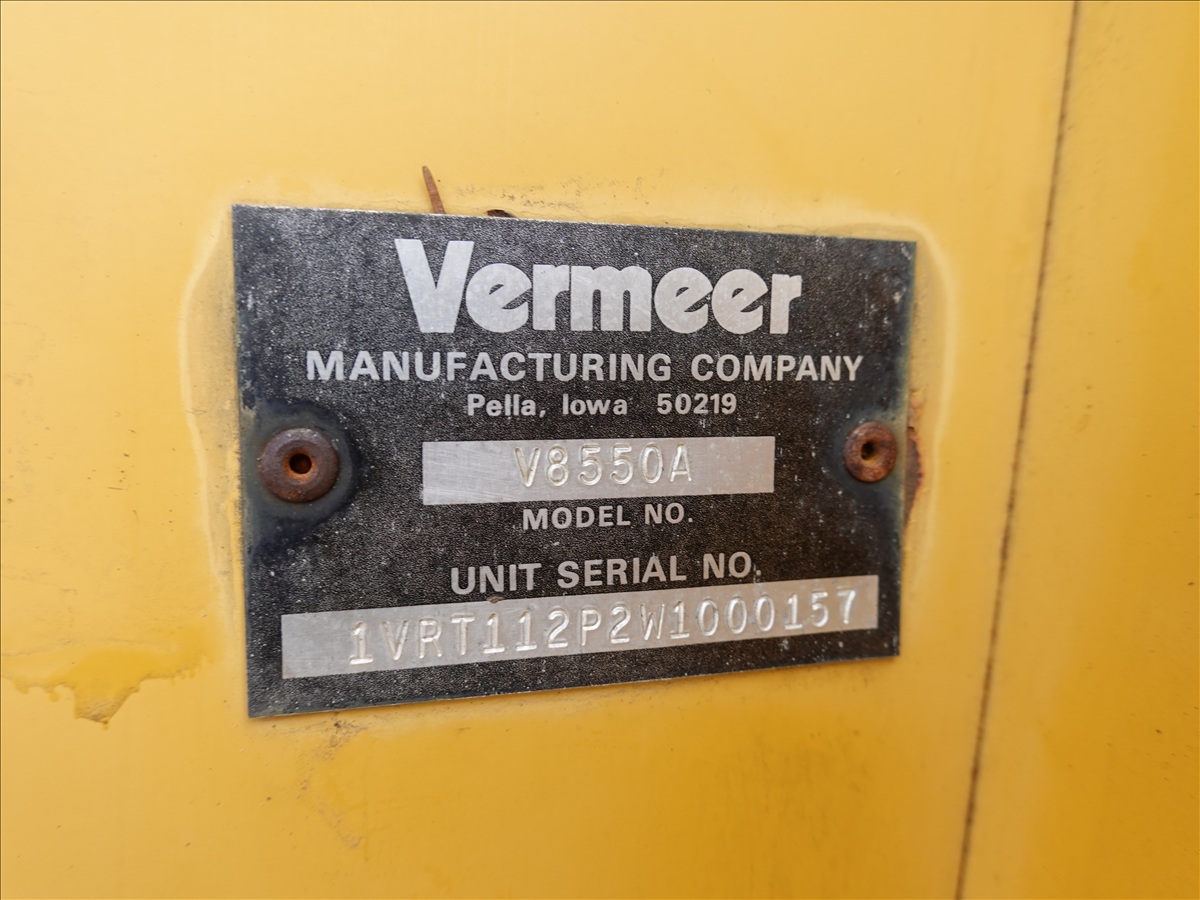 Vermeer
MANUFACTURING COMPANY
Pella, Iowa 50219
V8550A
MODEL NO.
UNIT SERIAL NO.
1VRT112P2W1000157